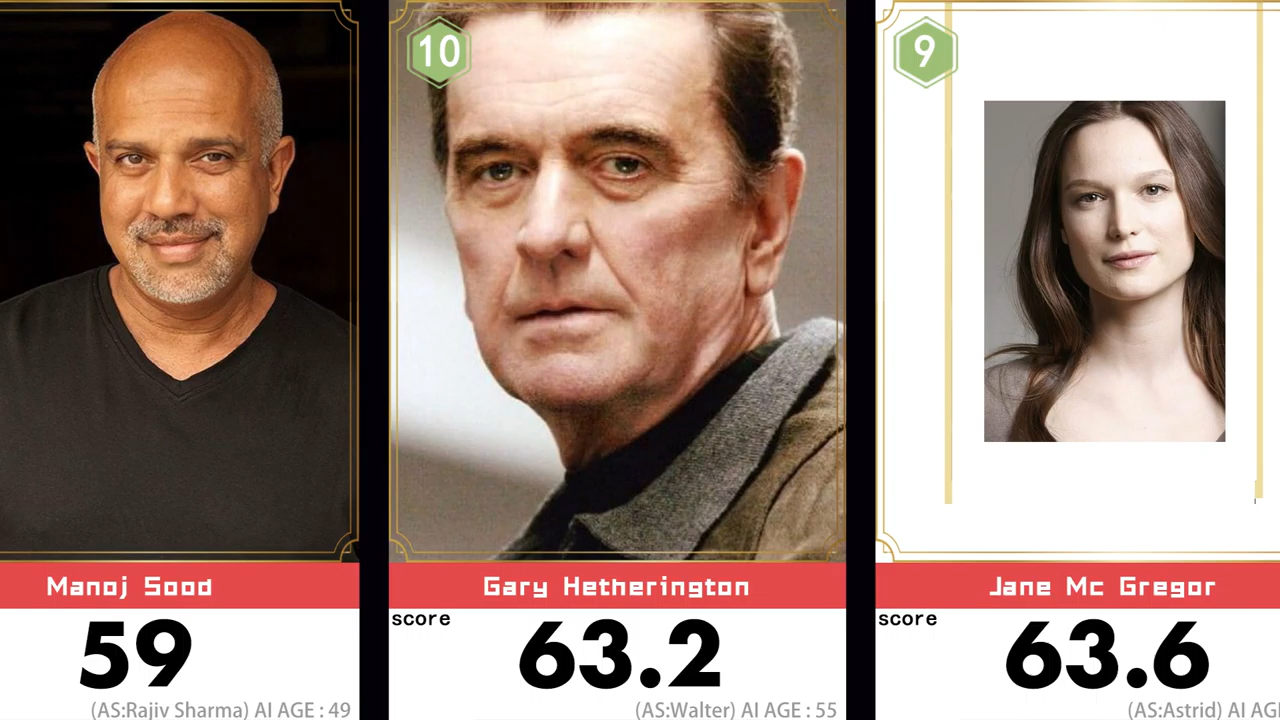 10
9
Manoj Sood
Gary Hetherington
Jane Mc Gregor
59
score
63.2
score
63.6
(AS:Rajiv Sharma) AI AGE : 49
(AS:Walter) AI AGE : 55
(AS:Astrid) AI